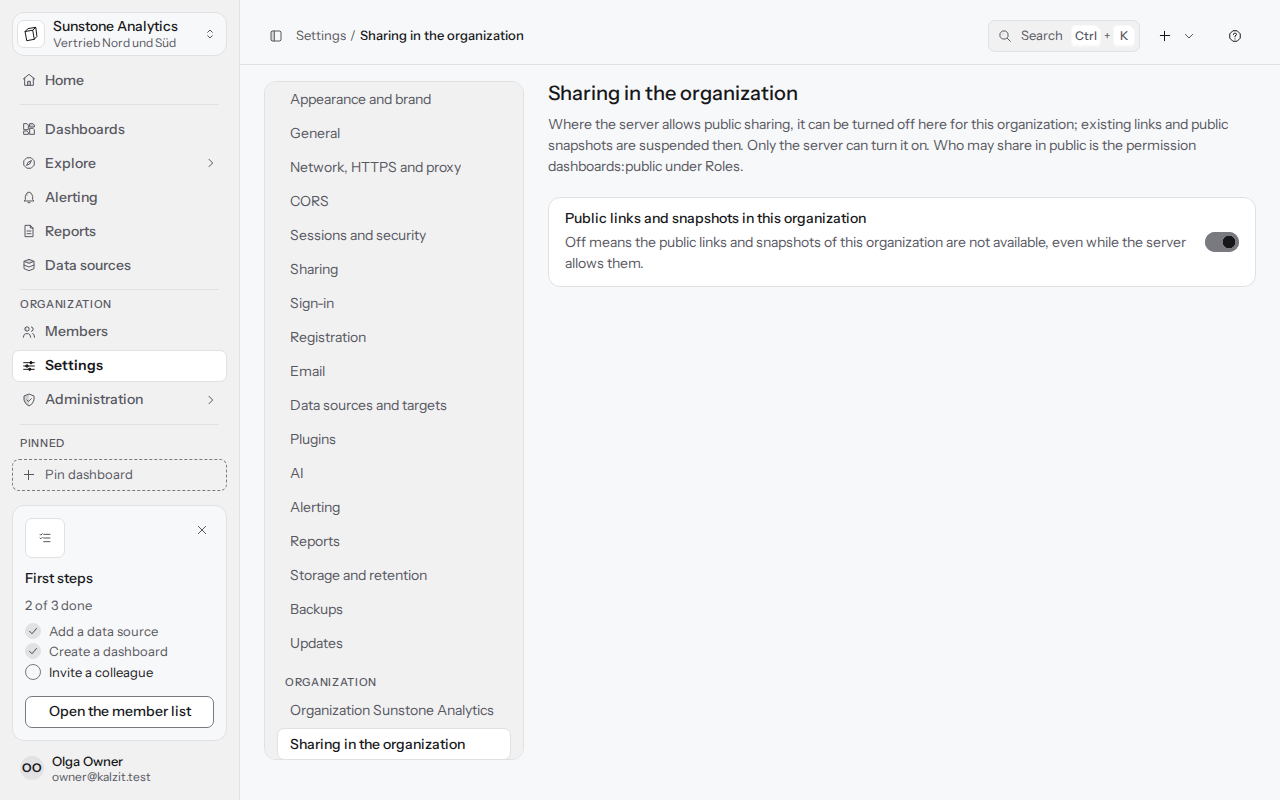 Sunstone Analytics
Vertrieb Nord und Süd
Home
Dashboards
Explore
Alerting
Reports
Data sources
ORGANIZATION
Members
Settings
Administration
PINNED
Pin dashboard
First steps
2 of 3 done
Add a data source
Create a dashboard
Invite a colleague
Open the member list
OO
Olga Owner
owner@kalzit.test
Settings / Sharing in the organization
Search Ctrl + K
Appearance and brand
General
Network, HTTPS and proxy
CORS
Sessions and security
Sharing
Sign-in
Registration
Email
Data sources and targets
Plugins
AI
Alerting
Reports
Storage and retention
Backups
Updates
ORGANIZATION
Organization Sunstone Analytics
Sharing in the organization
Sharing in the organization
Where the server allows public sharing, it can be turned off here for this organization; existing links and public
snapshots are suspended then. Only the server can turn it on. Who may share in public is the permission
dashboards:public under Roles.
Public links and snapshots in this organization
Off means the public links and snapshots of this organization are not available, even while the server
allows them.